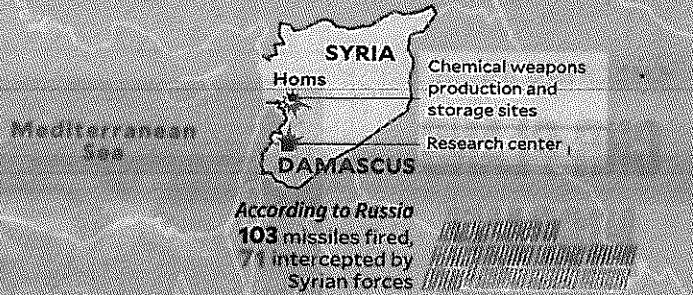 SYRIA
Homs
Chemical weapons
production and
storage sites
Mediterranean
Sea
Research center
DAMASCUS
According to Russia
103 missiles fired,
71 intercepted by
Syrian forces